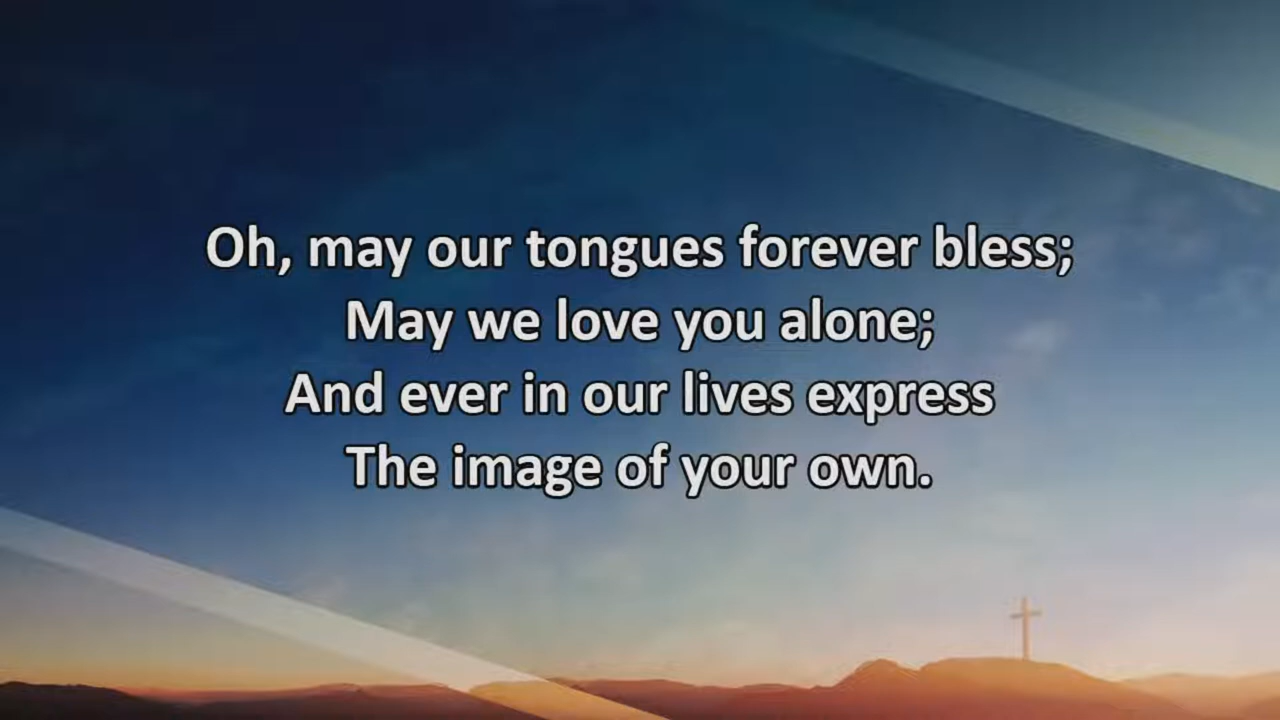 Oh, may our tongues forever bless;
May we love you alone;
And ever in our lives express
The image of your own.